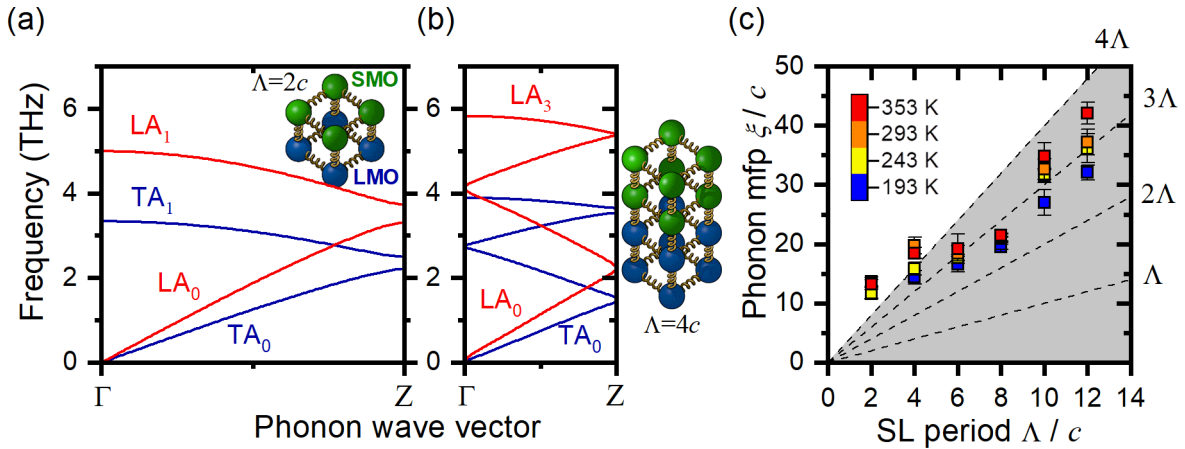 (a)
Frequency (THz)
6
4
2
0
Λ=2c
SMO
LMO
LA₁
TA₁
LA₀
TA₀
Γ
Z
(b)
6
4
2
0
LA₃
LA₀
TA₀
Λ=4c
Γ
Z
Phonon wave vector
(c)
4Λ
3Λ
2Λ
Λ
Phonon mfp ξ / c
50
40
30
20
10
0
353 K
293 K
243 K
193 K
0 2 4 6 8 10 12 14
SL period Λ / c